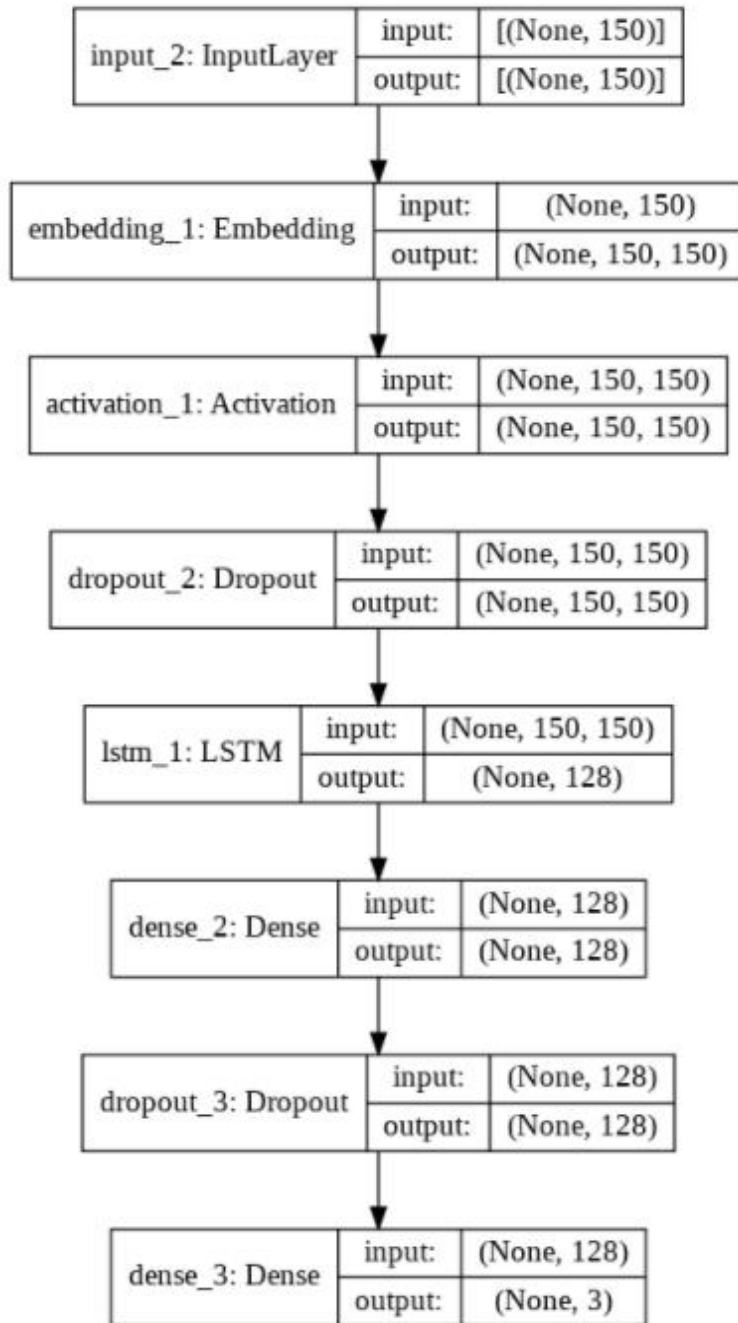 input_2: InputLayer
input: [(None, 150)]
output: [(None, 150)]
embedding_1: Embedding
input: (None, 150)
output: (None, 150, 150)
activation_1: Activation
input: (None, 150, 150)
output: (None, 150, 150)
dropout_2: Dropout
input: (None, 150, 150)
output: (None, 150, 150)
lstm_1: LSTM
input: (None, 150, 150)
output: (None, 128)
dense_2: Dense
input: (None, 128)
output: (None, 128)
dropout_3: Dropout
input: (None, 128)
output: (None, 128)
dense_3: Dense
input: (None, 128)
output: (None, 3)